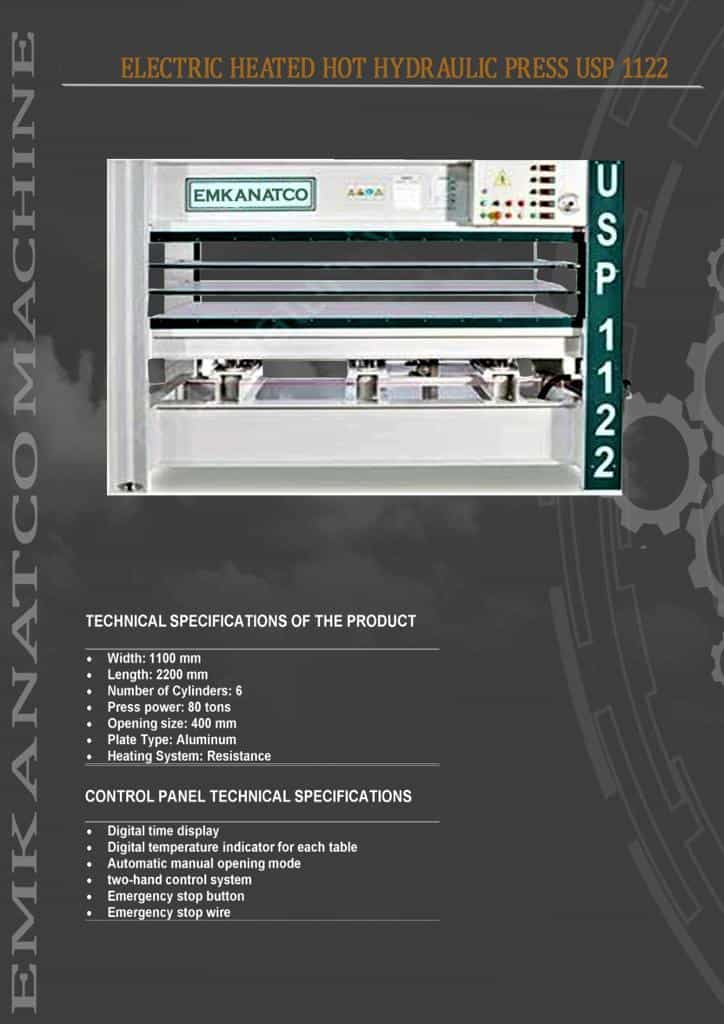 ELECTRIC HEATED HOT HYDRAULIC PRESS USP 1122
EMKANATCO MACHINE
EMKANATCO
USP 1122
TECHNICAL SPECIFICATIONS OF THE PRODUCT
• Width: 1100 mm
• Length: 2200 mm
• Number of Cylinders: 6
• Press power: 80 tons
• Opening size: 400 mm
• Plate Type: Aluminum
• Heating System: Resistance
CONTROL PANEL TECHNICAL SPECIFICATIONS
• Digital time display
• Digital temperature indicator for each table
• Automatic manual opening mode
• two-hand control system
• Emergency stop button
• Emergency stop wire